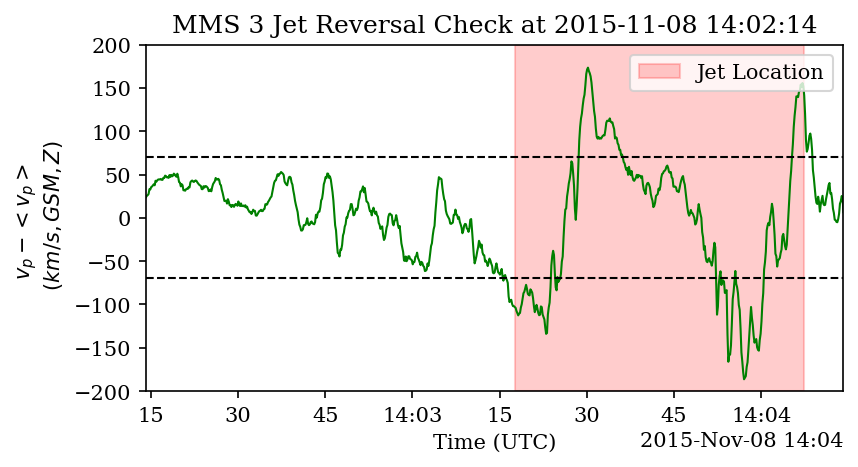 MMS 3 Jet Reversal Check at 2015-11-08 14:02:14
Jet Location
200
150
100
50
0
−50
−100
−150
−200
v_p − < v_p >
(km/s, GSM, Z)
15 30 45 14:03 15 30 45 14:04
Time (UTC)
2015-Nov-08 14:04